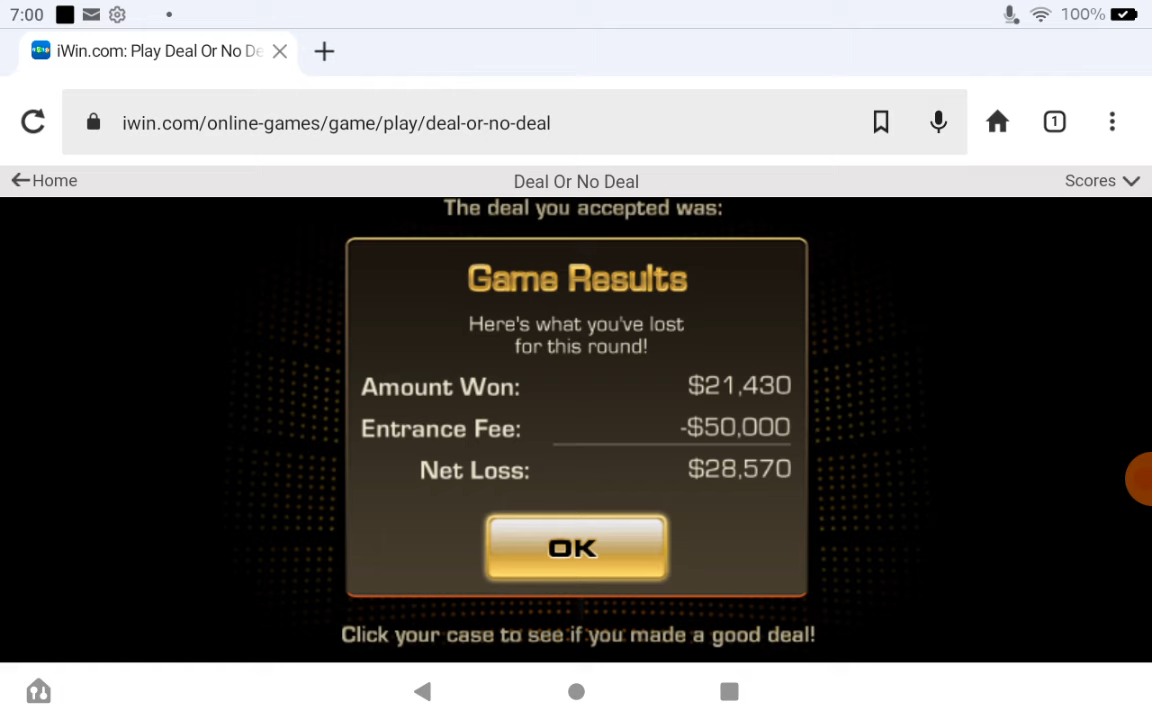 7:00
100%
iWin.com: Play Deal Or No De
iwin.com/online-games/game/play/deal-or-no-deal
1
Home
Deal Or No Deal
Scores
The deal you accepted was:
Game Results
Here's what you've lost
for this round!
Amount Won: $21,430
Entrance Fee: -$50,000
Net Loss: $28,570
OK
Click your case to see if you made a good deal!